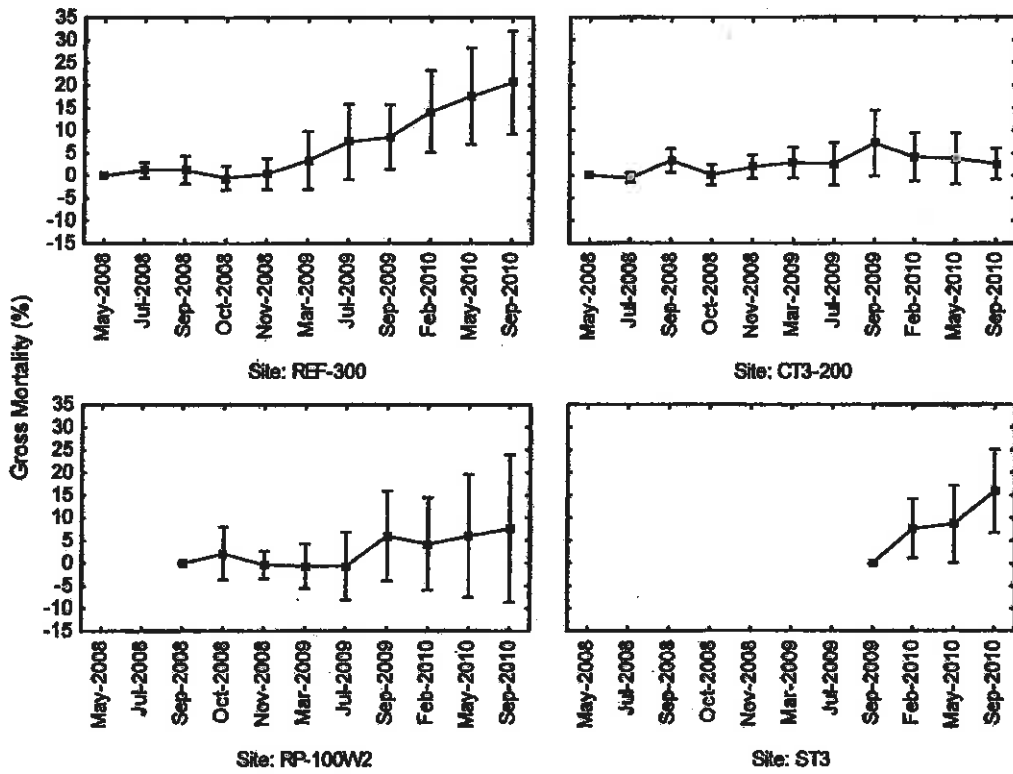 Gross Mortality (%)
35
30
25
20
15
10
5
0
-5
-10
-15
May-2008
Jul-2008
Sep-2008
Oct-2008
Nov-2008
Mar-2009
Jul-2009
Sep-2009
Feb-2010
May-2010
Sep-2010
Site: REF-300
May-2008
Jul-2008
Sep-2008
Oct-2008
Nov-2008
Mar-2009
Jul-2009
Sep-2009
Feb-2010
May-2010
Sep-2010
Site: CT3-200
35
30
25
20
15
10
5
0
-5
-10
-15
May-2008
Jul-2008
Sep-2008
Oct-2008
Nov-2008
Mar-2009
Jul-2009
Sep-2009
Feb-2010
May-2010
Sep-2010
Site: RP-100W2
May-2008
Jul-2008
Sep-2008
Oct-2008
Nov-2008
Mar-2009
Jul-2009
Sep-2009
Feb-2010
May-2010
Sep-2010
Site: ST3